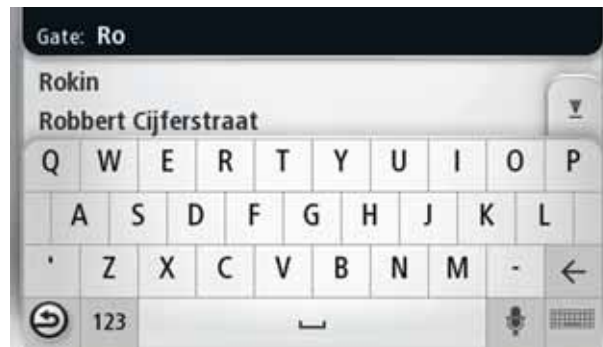 Gate: Ro
Rokin
Robbert Cijferstraat
Q W E R T Y U I O P
A S D F G H J K L
' Z X C V B N M -
123